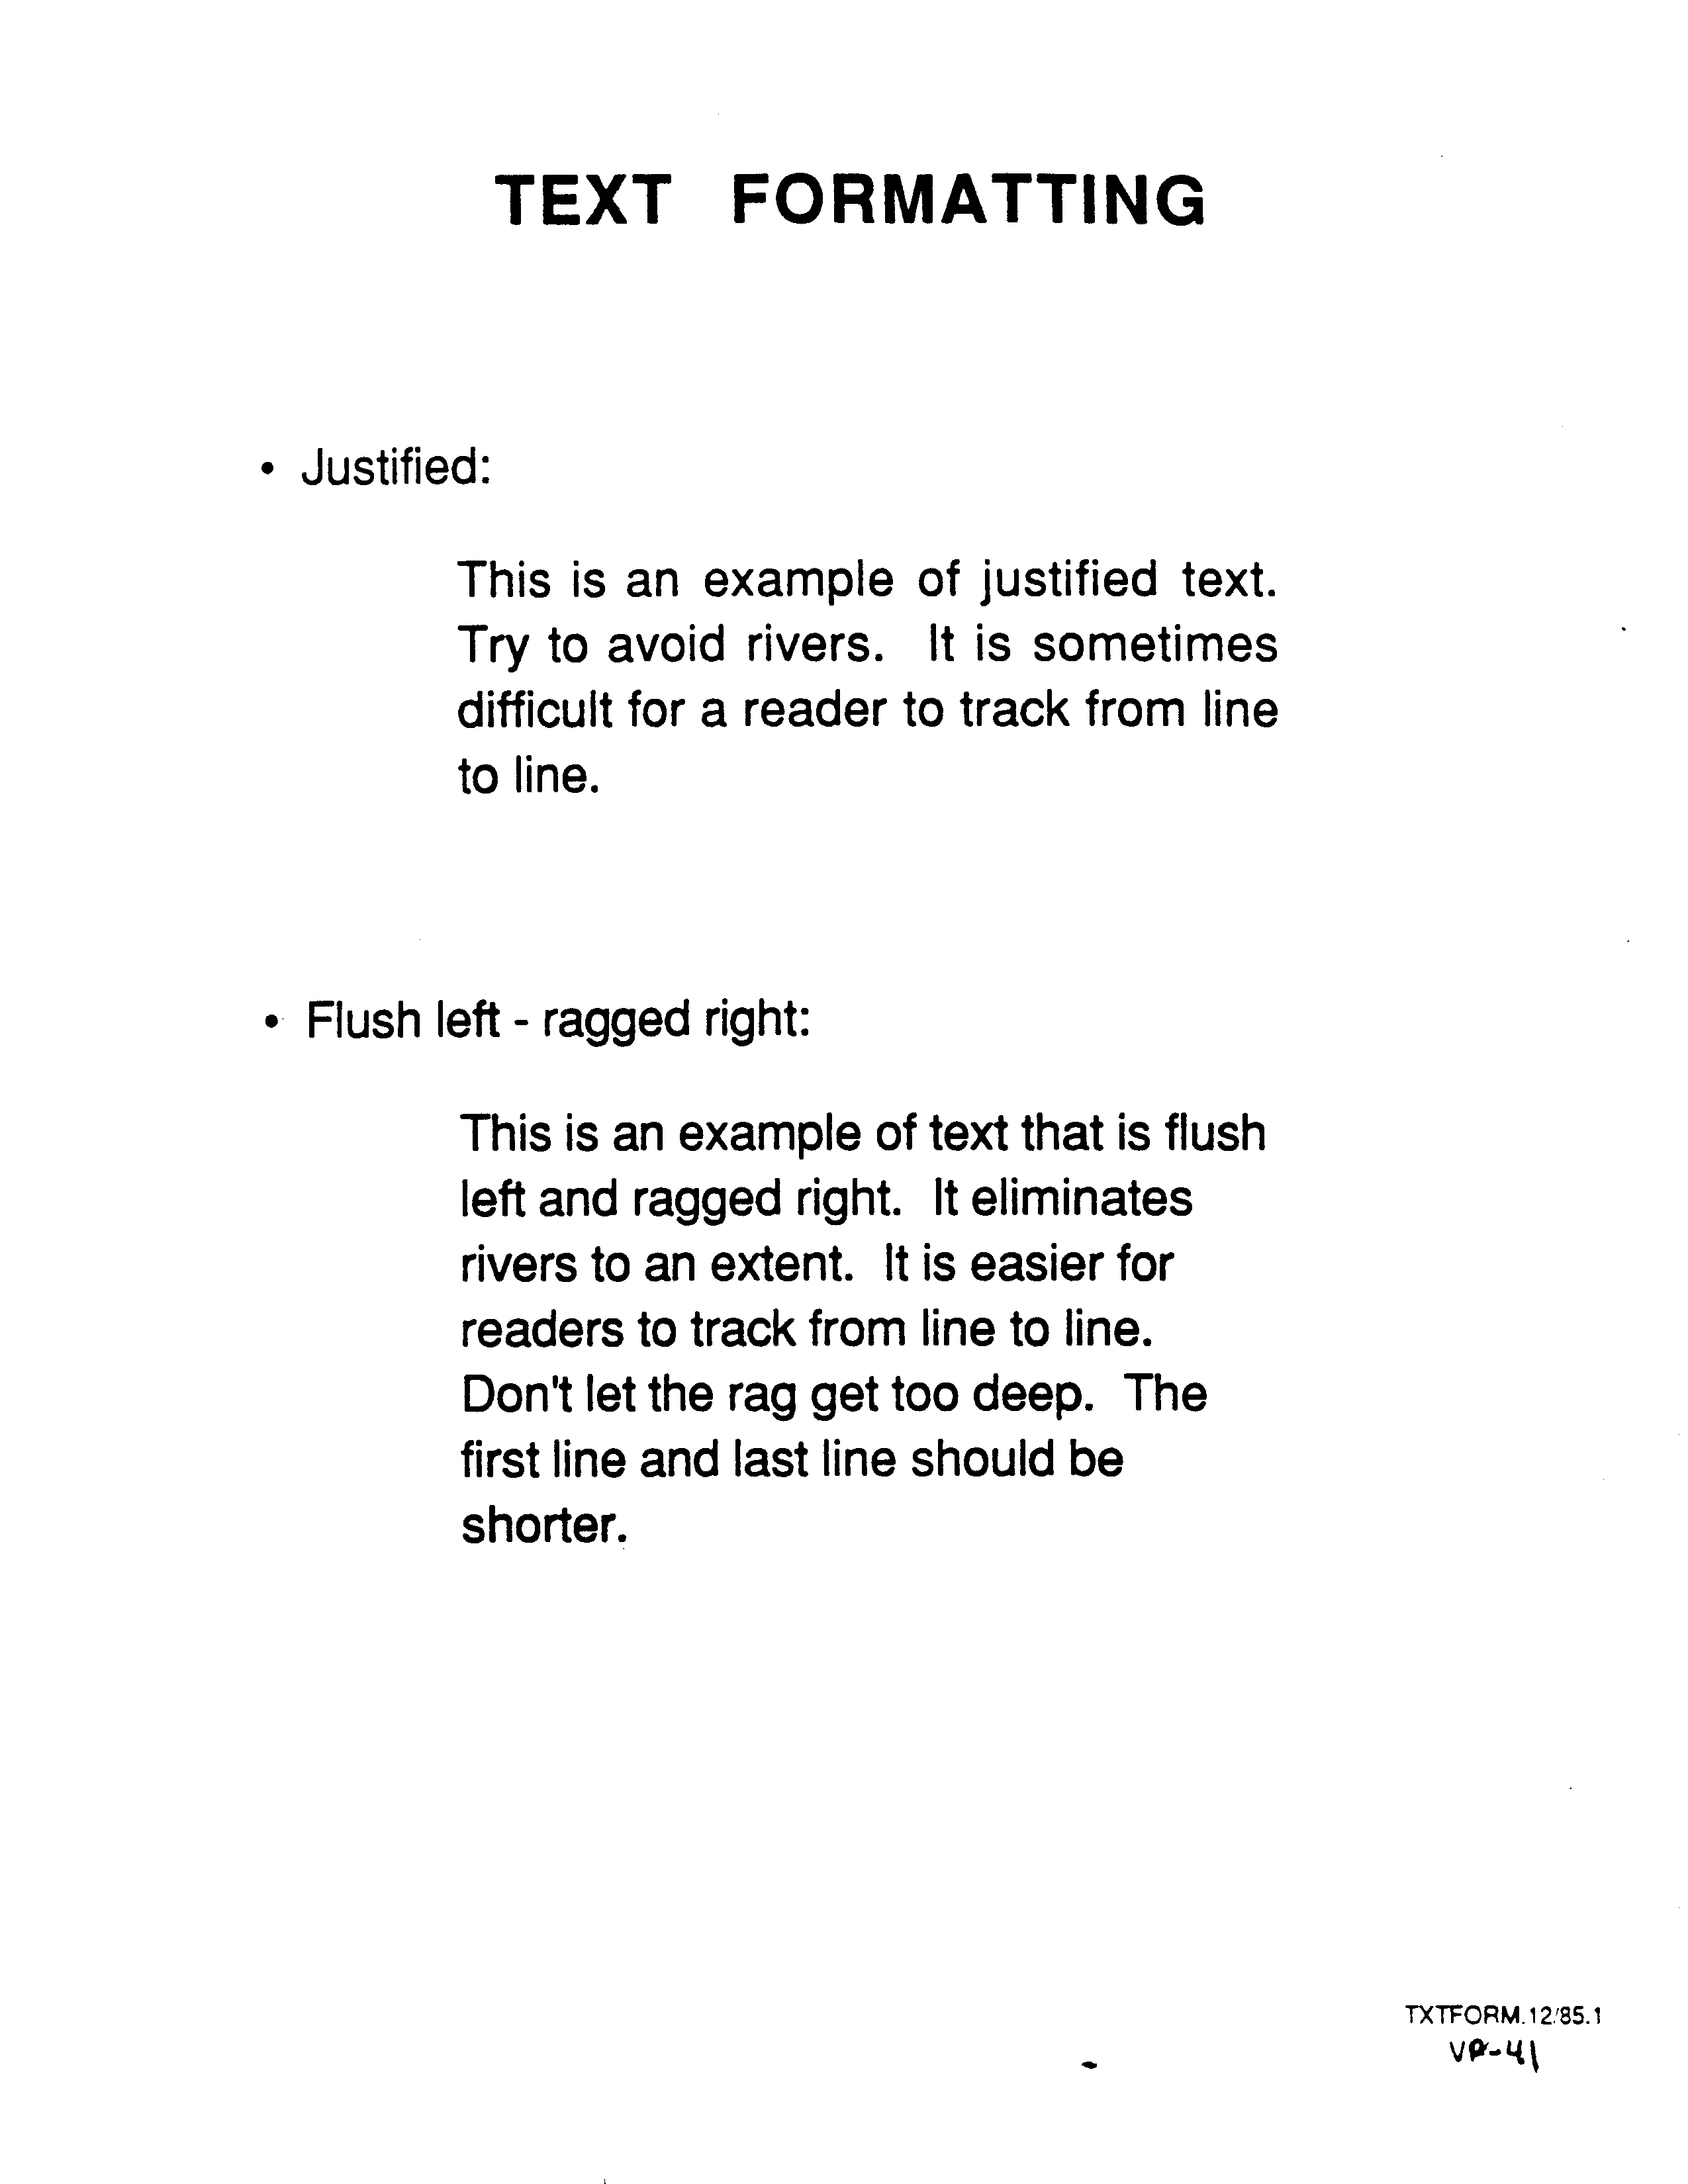 TEXT FORMATTING
• Justified:
This is an example of justified text.
Try to avoid rivers. It is sometimes
difficult for a reader to track from line
to line.
• Flush left - ragged right:
This is an example of text that is flush
left and ragged right. It eliminates
rivers to an extent. It is easier for
readers to track from line to line.
Don't let the rag get too deep. The
first line and last line should be
shorter.
TXTFORM.12/85.1
VP-41